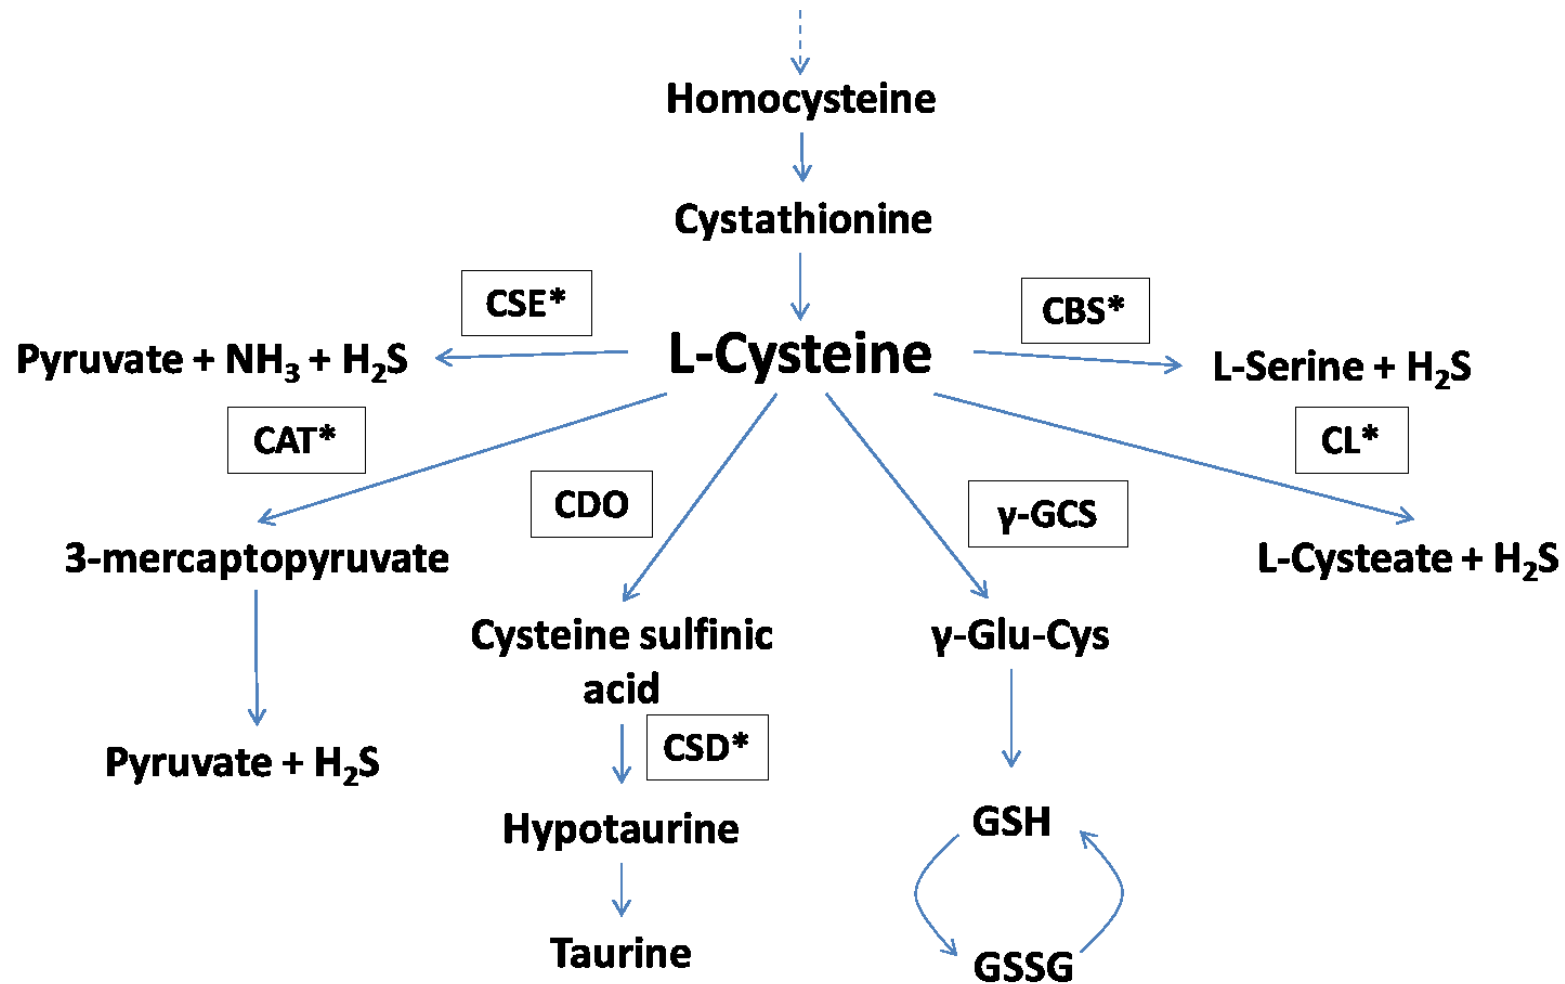 Homocysteine
Cystathionine
CSE*
CBS*
L-Cysteine
Pyruvate + NH₃ + H₂S
L-Serine + H₂S
CAT*
CL*
CDO
γ-GCS
3-mercaptopyruvate
L-Cysteate + H₂S
Cysteine sulfinic
acid
γ-Glu-Cys
CSD*
Pyruvate + H₂S
Hypotaurine
GSH
Taurine
GSSG